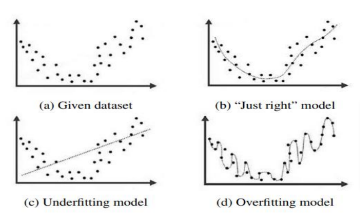 (a) Given dataset
(b) "Just right" model
(c) Underfitting model
(d) Overfitting model